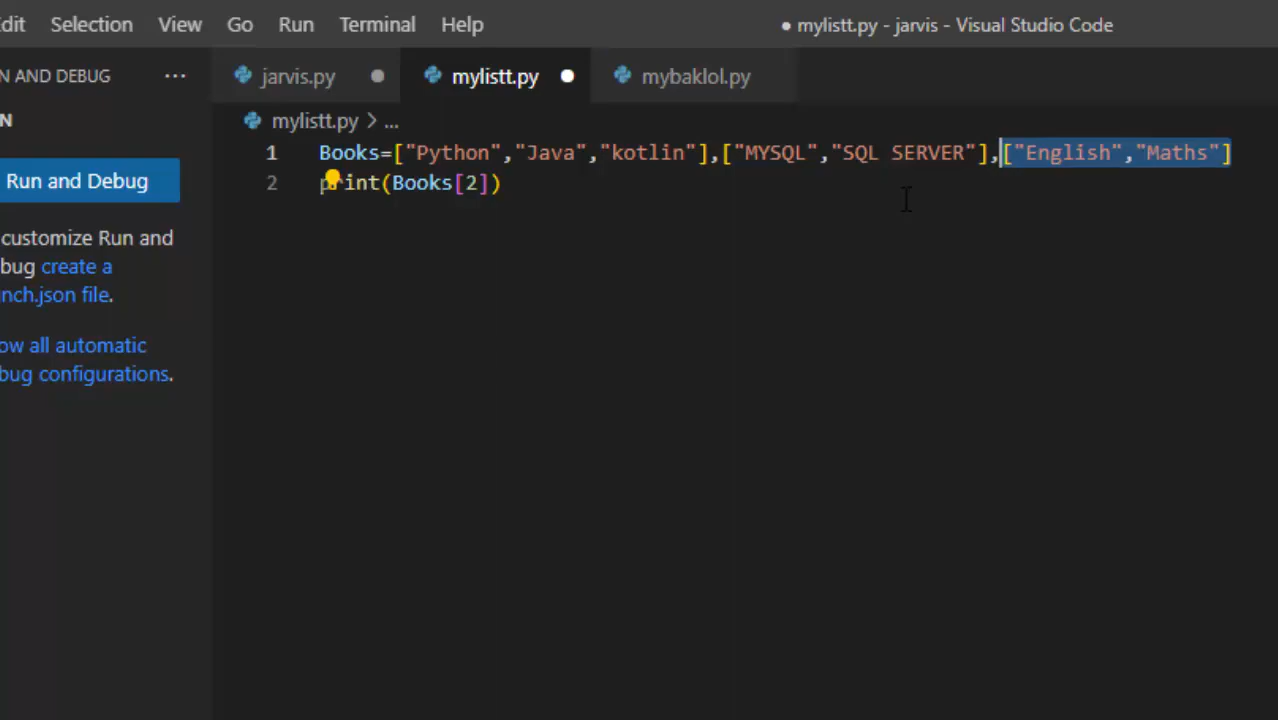 dit Selection View Go Run Terminal Help ● mylistt.py - jarvis - Visual Studio Code
N AND DEBUG ... jarvis.py mylistt.py mybaklol.py
N mylistt.py > ...
1 Books=["Python","Java","kotlin"],["MYSQL","SQL SERVER"],["English","Maths"]
2 print(Books[2])
Run and Debug
customize Run and
bug create a
nch.json file.
ow all automatic
bug configurations.